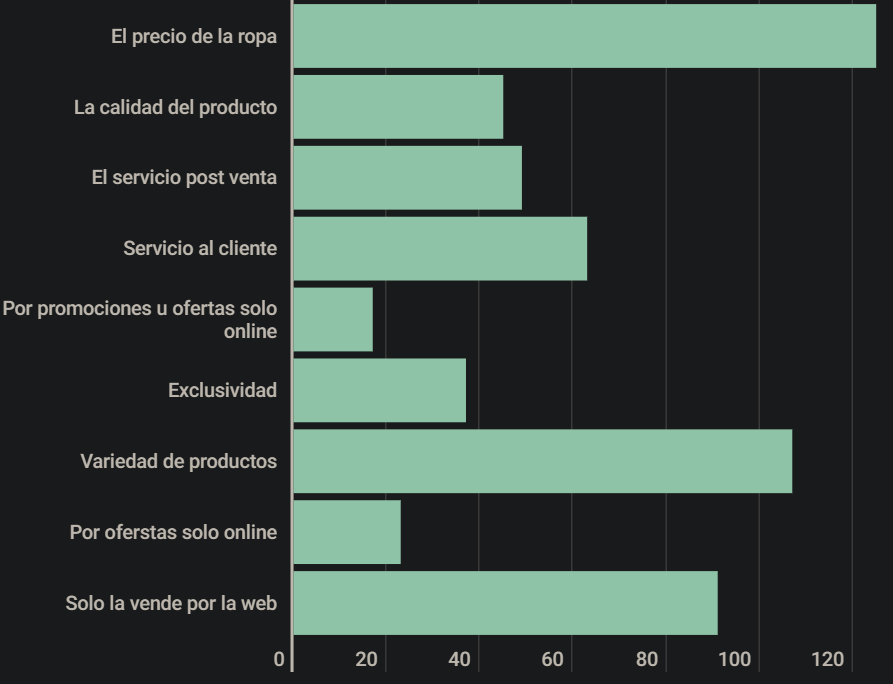 El precio de la ropa
La calidad del producto
El servicio post venta
Servicio al cliente
Por promociones u ofertas solo
online
Exclusividad
Variedad de productos
Por oferstas solo online
Solo la vende por la web
0 20 40 60 80 100 120